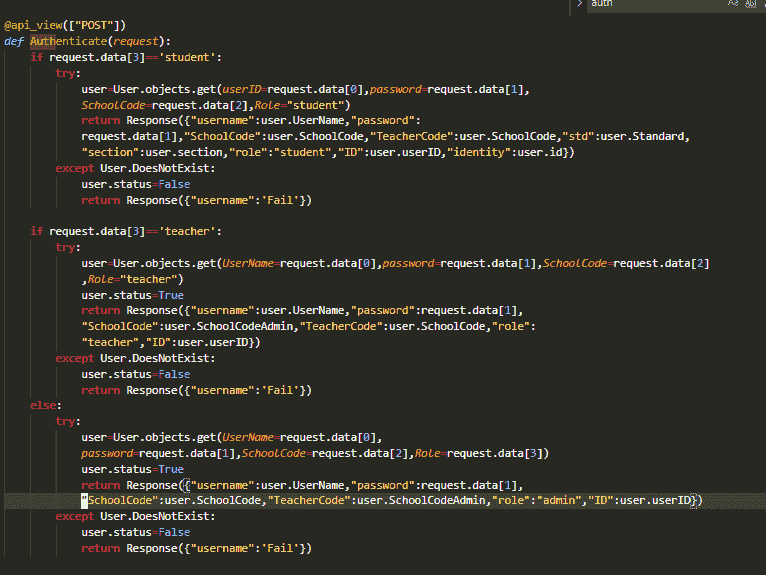 auth
@api_view(["POST"])
def Authenticate(request):
if request.data[3]=='student':
try:
user=User.objects.get(userID=request.data[0],password=request.data[1],
SchoolCode=request.data[2],Role="student")
return Response({"username":user.UserName,"password":
request.data[1],"SchoolCode":user.SchoolCode,"TeacherCode":user.SchoolCode,"std":user.Standard,
"section":user.section,"role":"student","ID":user.userID,"identity":user.id})
except User.DoesNotExist:
user.status=False
return Response({"username":'Fail'})
if request.data[3]=='teacher':
try:
user=User.objects.get(UserName=request.data[0],password=request.data[1],SchoolCode=request.data[2]
,Role="teacher")
user.status=True
return Response({"username":user.UserName,"password":request.data[1],
"SchoolCode":user.SchoolCodeAdmin,"TeacherCode":user.SchoolCode,"role":
"teacher","ID":user.userID})
except User.DoesNotExist:
user.status=False
return Response({"username":'Fail'})
else:
try:
user=User.objects.get(UserName=request.data[0],
password=request.data[1],SchoolCode=request.data[2],Role=request.data[3])
user.status=True
return Response({"username":user.UserName,"password":request.data[1],
"SchoolCode":user.SchoolCode,"TeacherCode":user.SchoolCodeAdmin,"role":"admin","ID":user.userID})
except User.DoesNotExist:
user.status=False
return Response({"username":'Fail'})